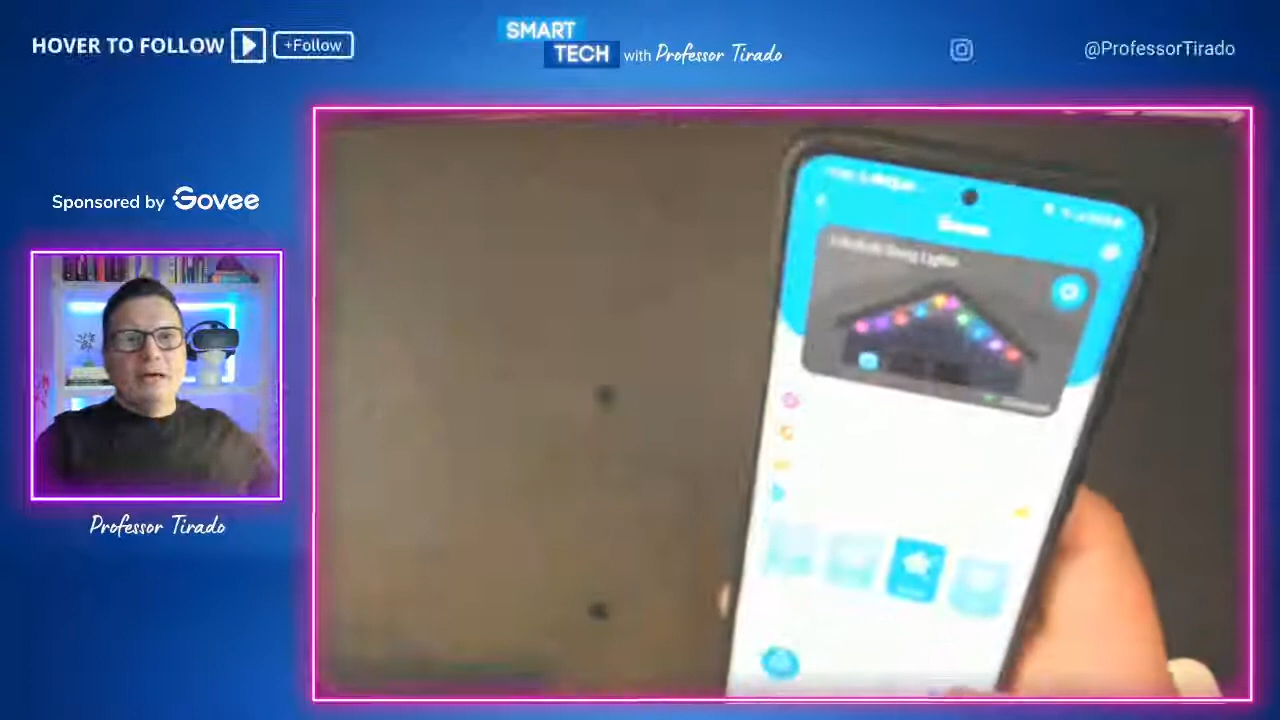 HOVER TO FOLLOW
+Follow
SMART
TECH with Professor Tirado
@ProfessorTirado
Sponsored by Govee
Professor Tirado